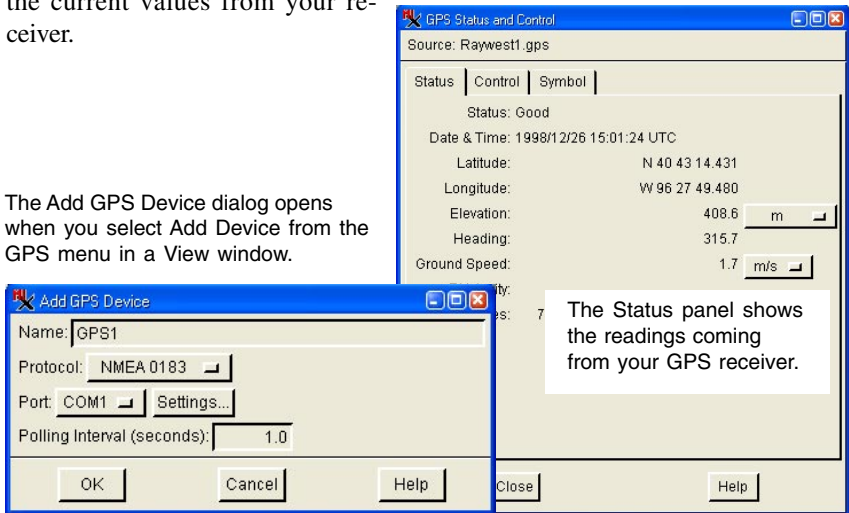 the current values from your re-
ceiver.
GPS Status and Control
Source: Raywest1.gps
Status Control Symbol
Status: Good
Date & Time: 1998/12/26 15:01:24 UTC
Latitude: N 40 43 14.431
Longitude: W 96 27 49.480
Elevation: 408.6 m
Heading: 315.7
Ground Speed: 1.7 m/s
The Status panel shows
the readings coming
from your GPS receiver.
Close Help
The Add GPS Device dialog opens
when you select Add Device from the
GPS menu in a View window.
Add GPS Device
Name: GPS1
Protocol: NMEA 0183
Port: COM1 Settings...
Polling Interval (seconds): 1.0
OK Cancel Help